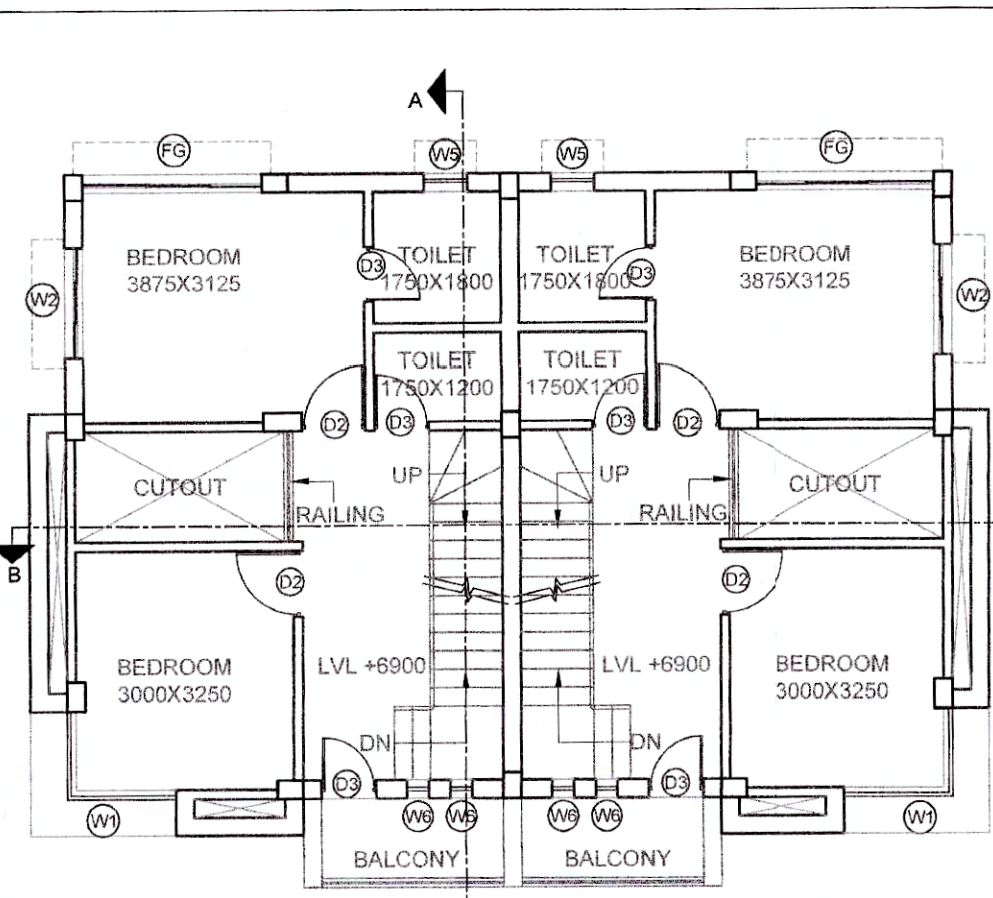 A
FG
W5
W5
FG
BEDROOM
3875X3125
D3
TOILET
1750X1800
TOILET
1750X1800
D3
BEDROOM
3875X3125
W2
W2
TOILET
1750X1200
TOILET
1750X1200
D2
D3
D3
D2
CUTOUT
UP
UP
CUTOUT
RAILING
RAILING
B
D2
D2
BEDROOM
3000X3250
LVL +6900
LVL +6900
BEDROOM
3000X3250
DN
DN
D3
D3
W1
W6
W6
W6
W6
W1
BALCONY
BALCONY